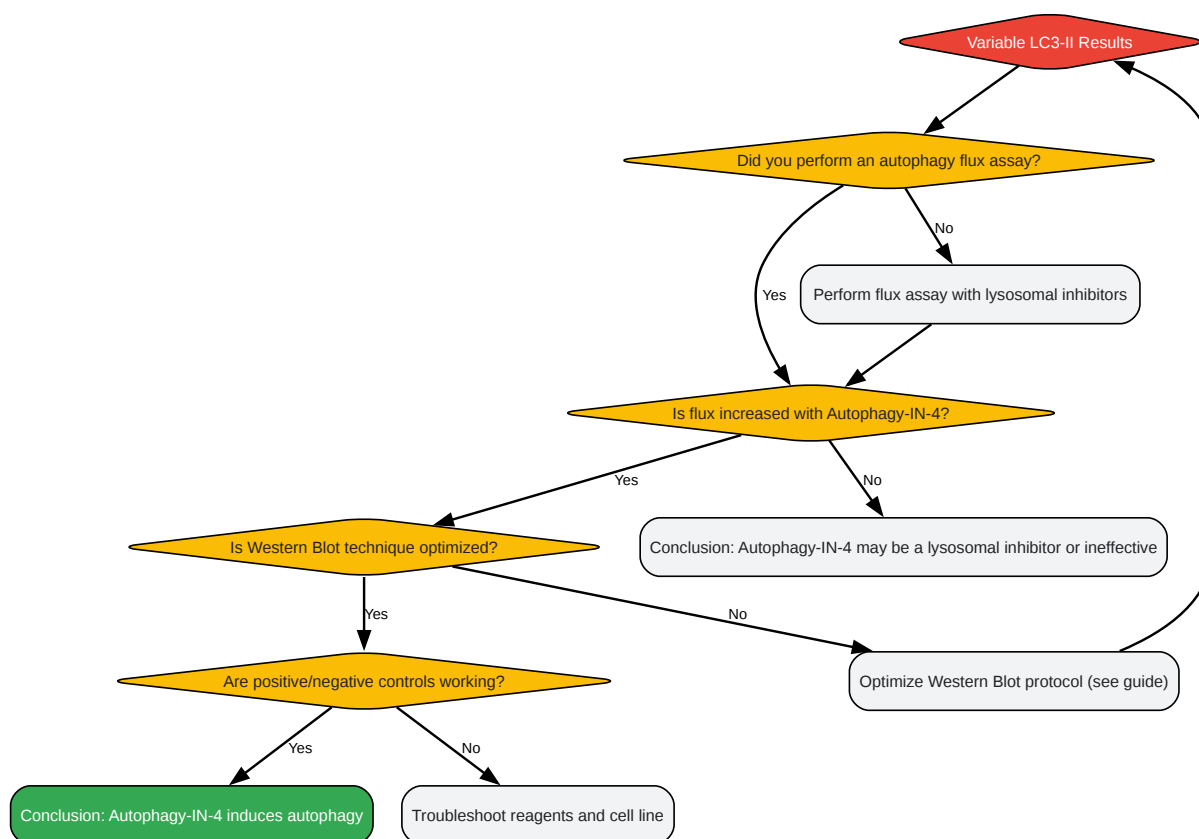 Variable LC3-II Results
Did you perform an autophagy flux assay?
No
Yes
Perform flux assay with lysosomal inhibitors
Is flux increased with Autophagy-IN-4?
Yes
No
Is Western Blot technique optimized?
Conclusion: Autophagy-IN-4 may be a lysosomal inhibitor or ineffective
Yes
No
Are positive/negative controls working?
Optimize Western Blot protocol (see guide)
Yes
No
Conclusion: Autophagy-IN-4 induces autophagy
Troubleshoot reagents and cell line